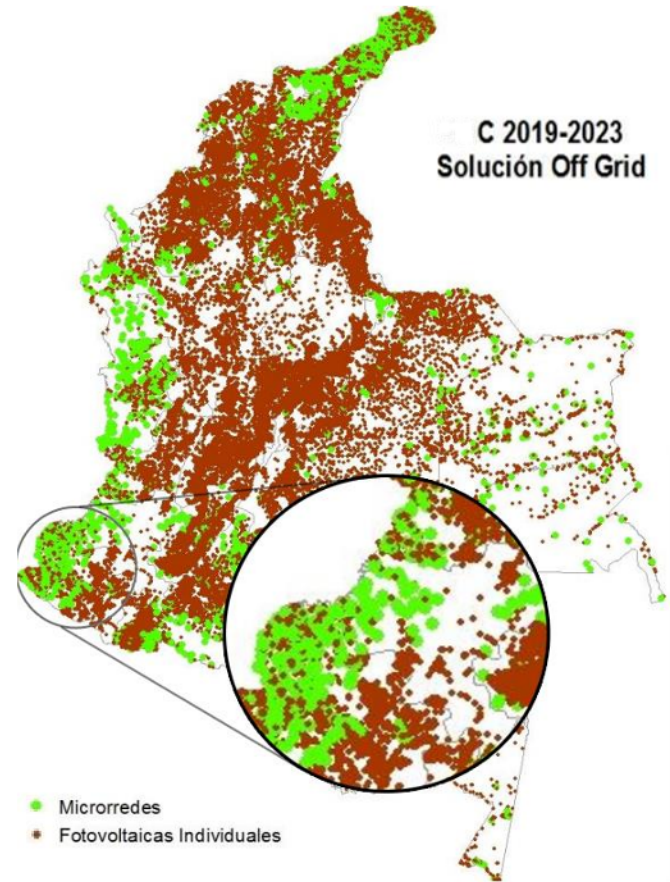 C 2019-2023
Solución Off Grid
Microrredes
Fotovoltaicas Individuales